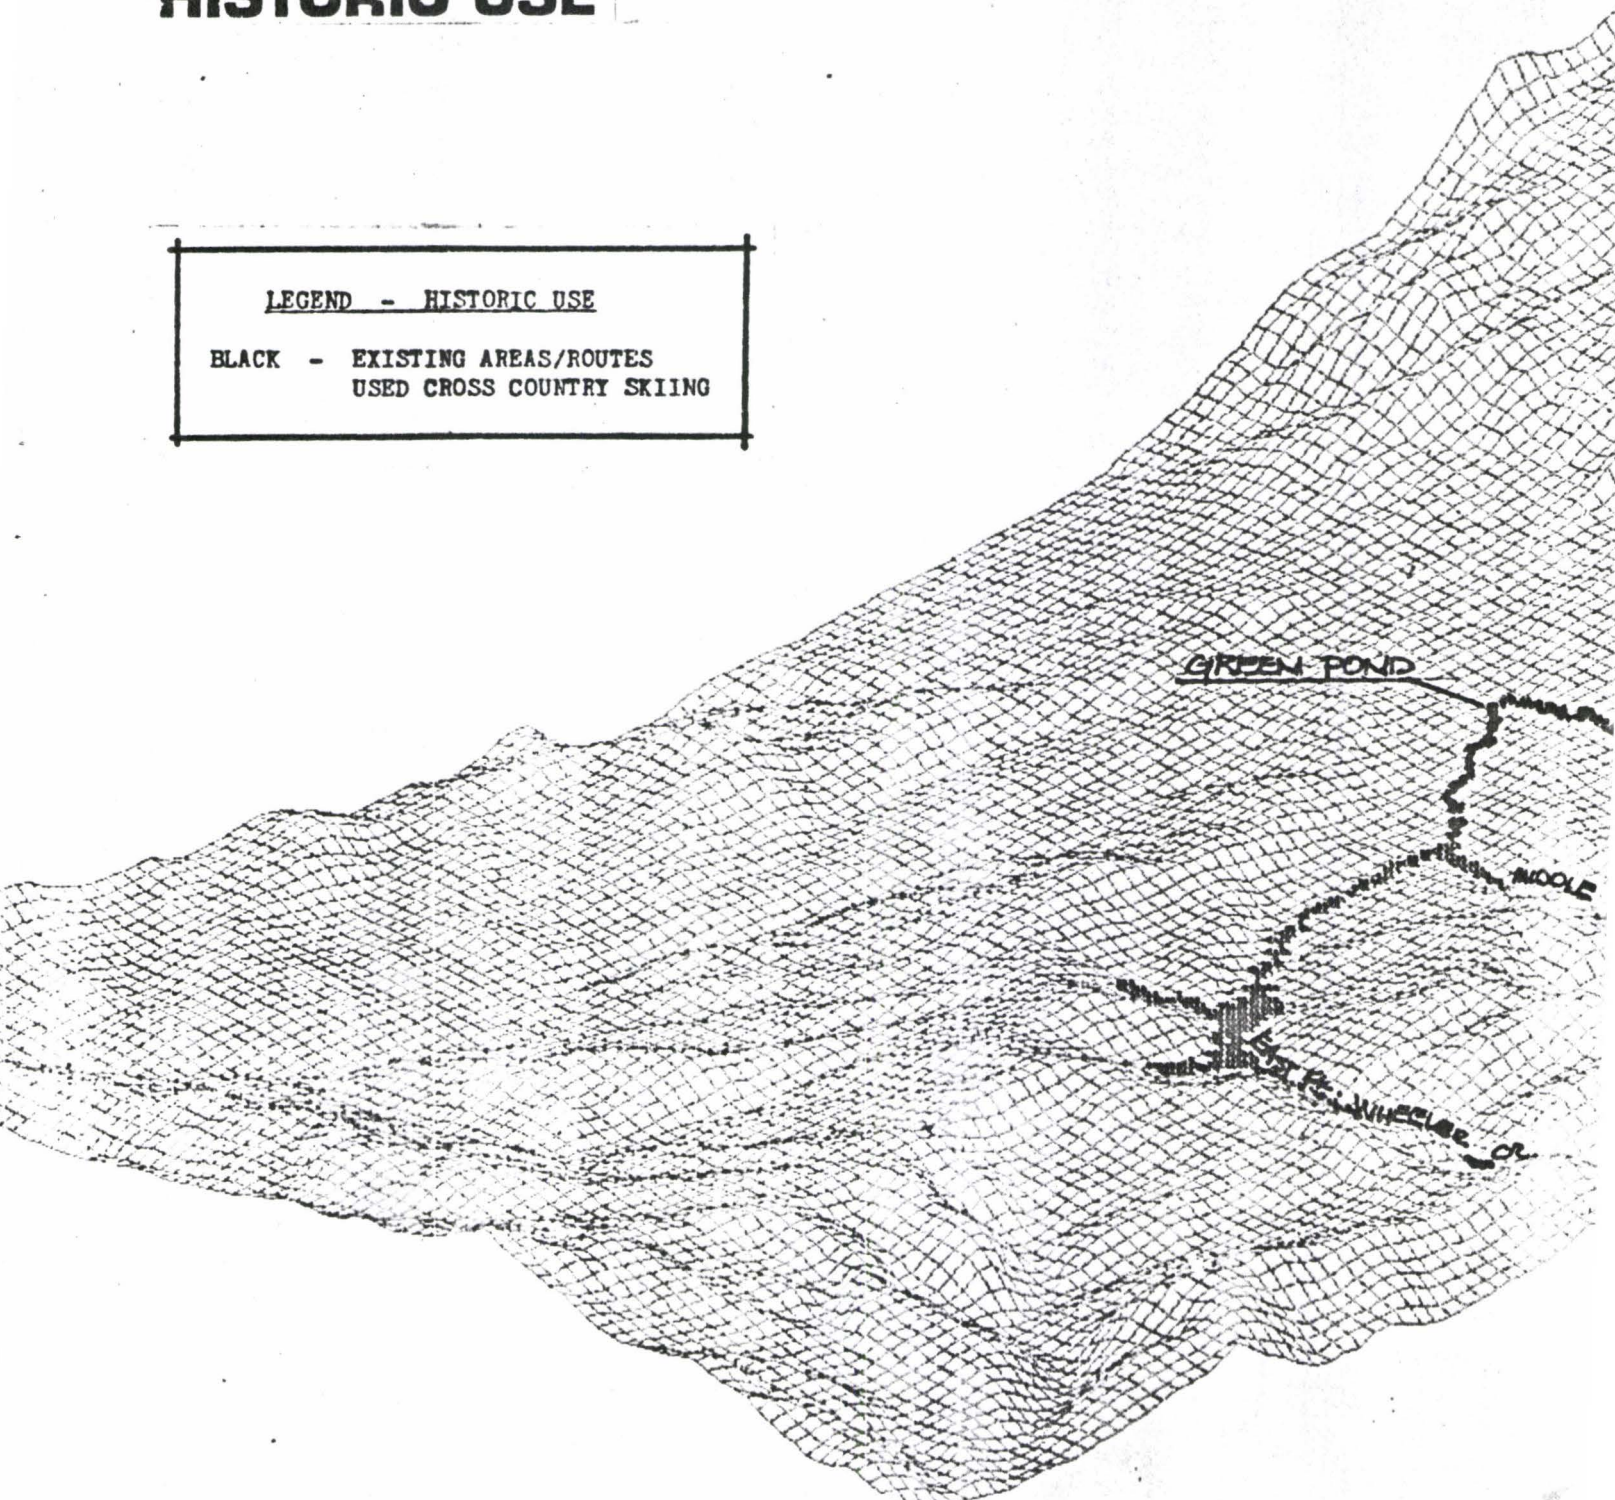 HISTORIC USE
LEGEND - HISTORIC USE
BLACK - EXISTING AREAS/ROUTES
USED CROSS COUNTRY SKIING
GREEN POND
MIDDLE
WHEELER CR.